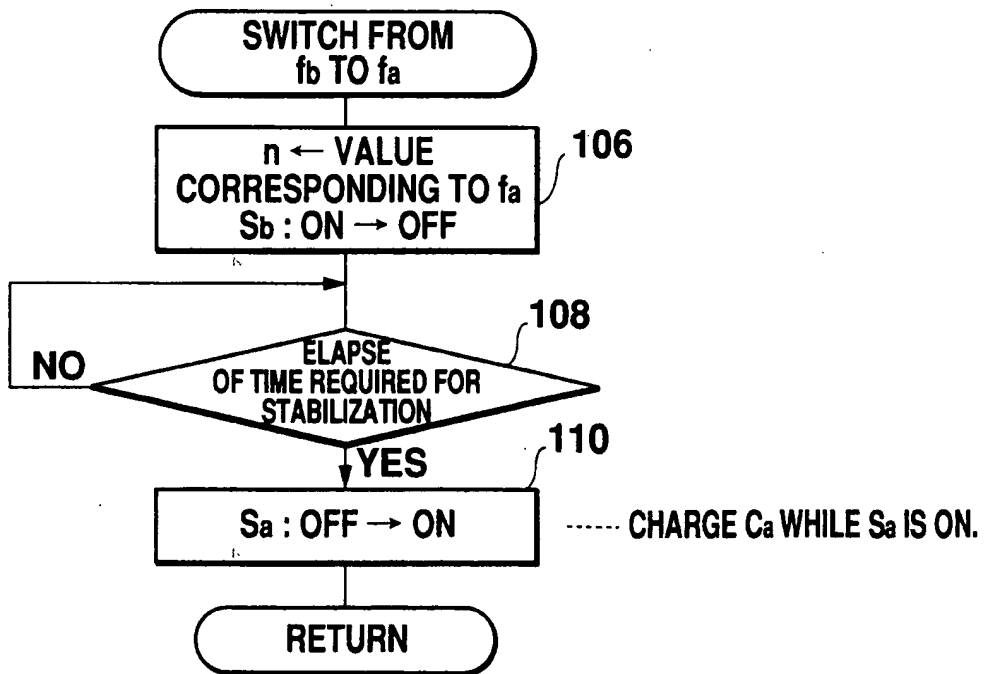 SWITCH FROM
fb TO fa
n ← VALUE
CORRESPONDING TO fa
Sb : ON → OFF
106
108
ELAPSE
OF TIME REQUIRED FOR
STABILIZATION
NO
YES
110
Sa : OFF → ON
------ CHARGE Ca WHILE Sa IS ON.
RETURN